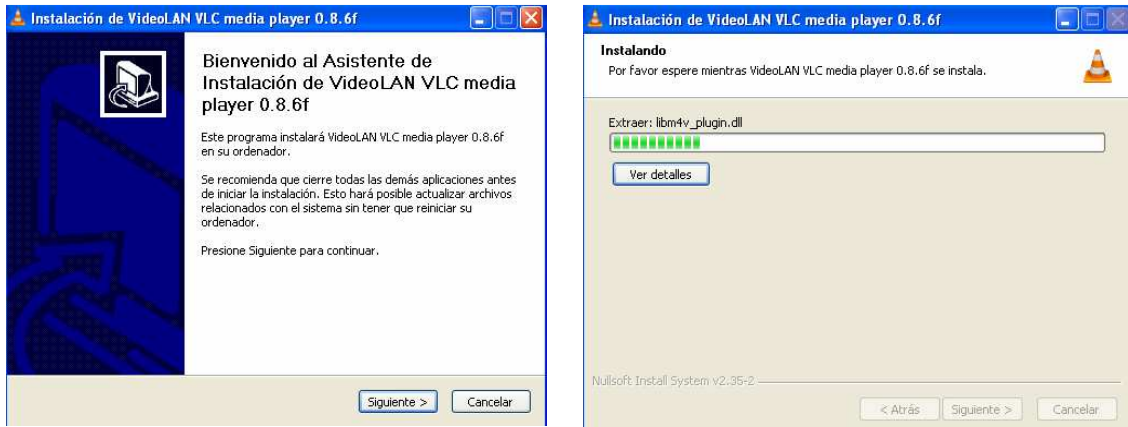 Instalación de VideoLAN VLC media player 0.8.6f
Bienvenido al Asistente de
Instalación de VideoLAN VLC media
player 0.8.6f
Este programa instalará VideoLAN VLC media player 0.8.6f
en su ordenador.
Se recomienda que cierre todas las demás aplicaciones antes
de iniciar la instalación. Esto hará posible actualizar archivos
relacionados con el sistema sin tener que reiniciar su
ordenador.
Presione Siguiente para continuar.
Siguiente >
Cancelar
Instalación de VideoLAN VLC media player 0.8.6f
Instalando
Por favor espere mientras VideoLAN VLC media player 0.8.6f se instala.
Extraer: libm4v_plugin.dll
Ver detalles
Nullsoft Install System v2.35-2
< Atrás
Siguiente >
Cancelar